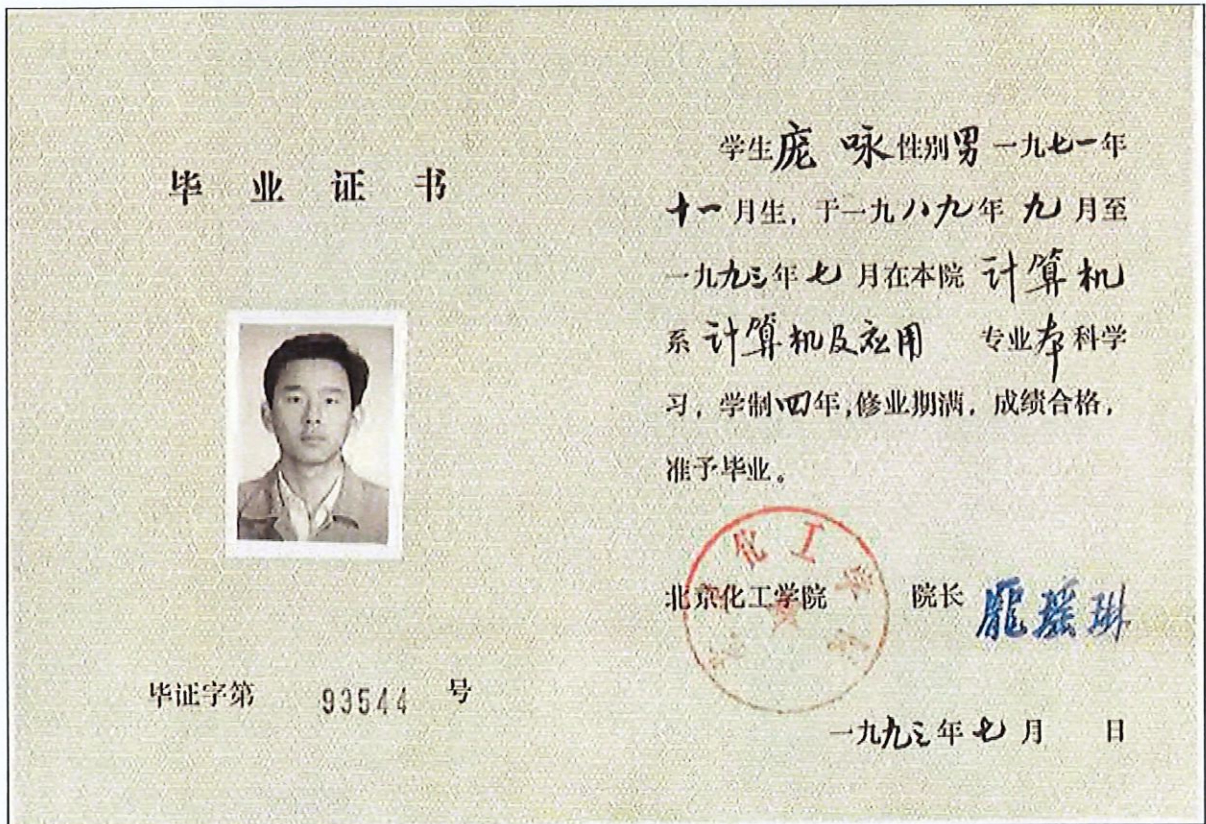 毕 业 证 书
毕证字第 93544 号
学生庞 咏性别男一九七一年
十一月生，于一九八九年九月至
一九九三年七月在本院计算机
系计算机及应用 专业本科学
习，学制四年，修业期满，成绩合格，
准予毕业。
北京化工学院 院长
化工学
一九九三年七月 日